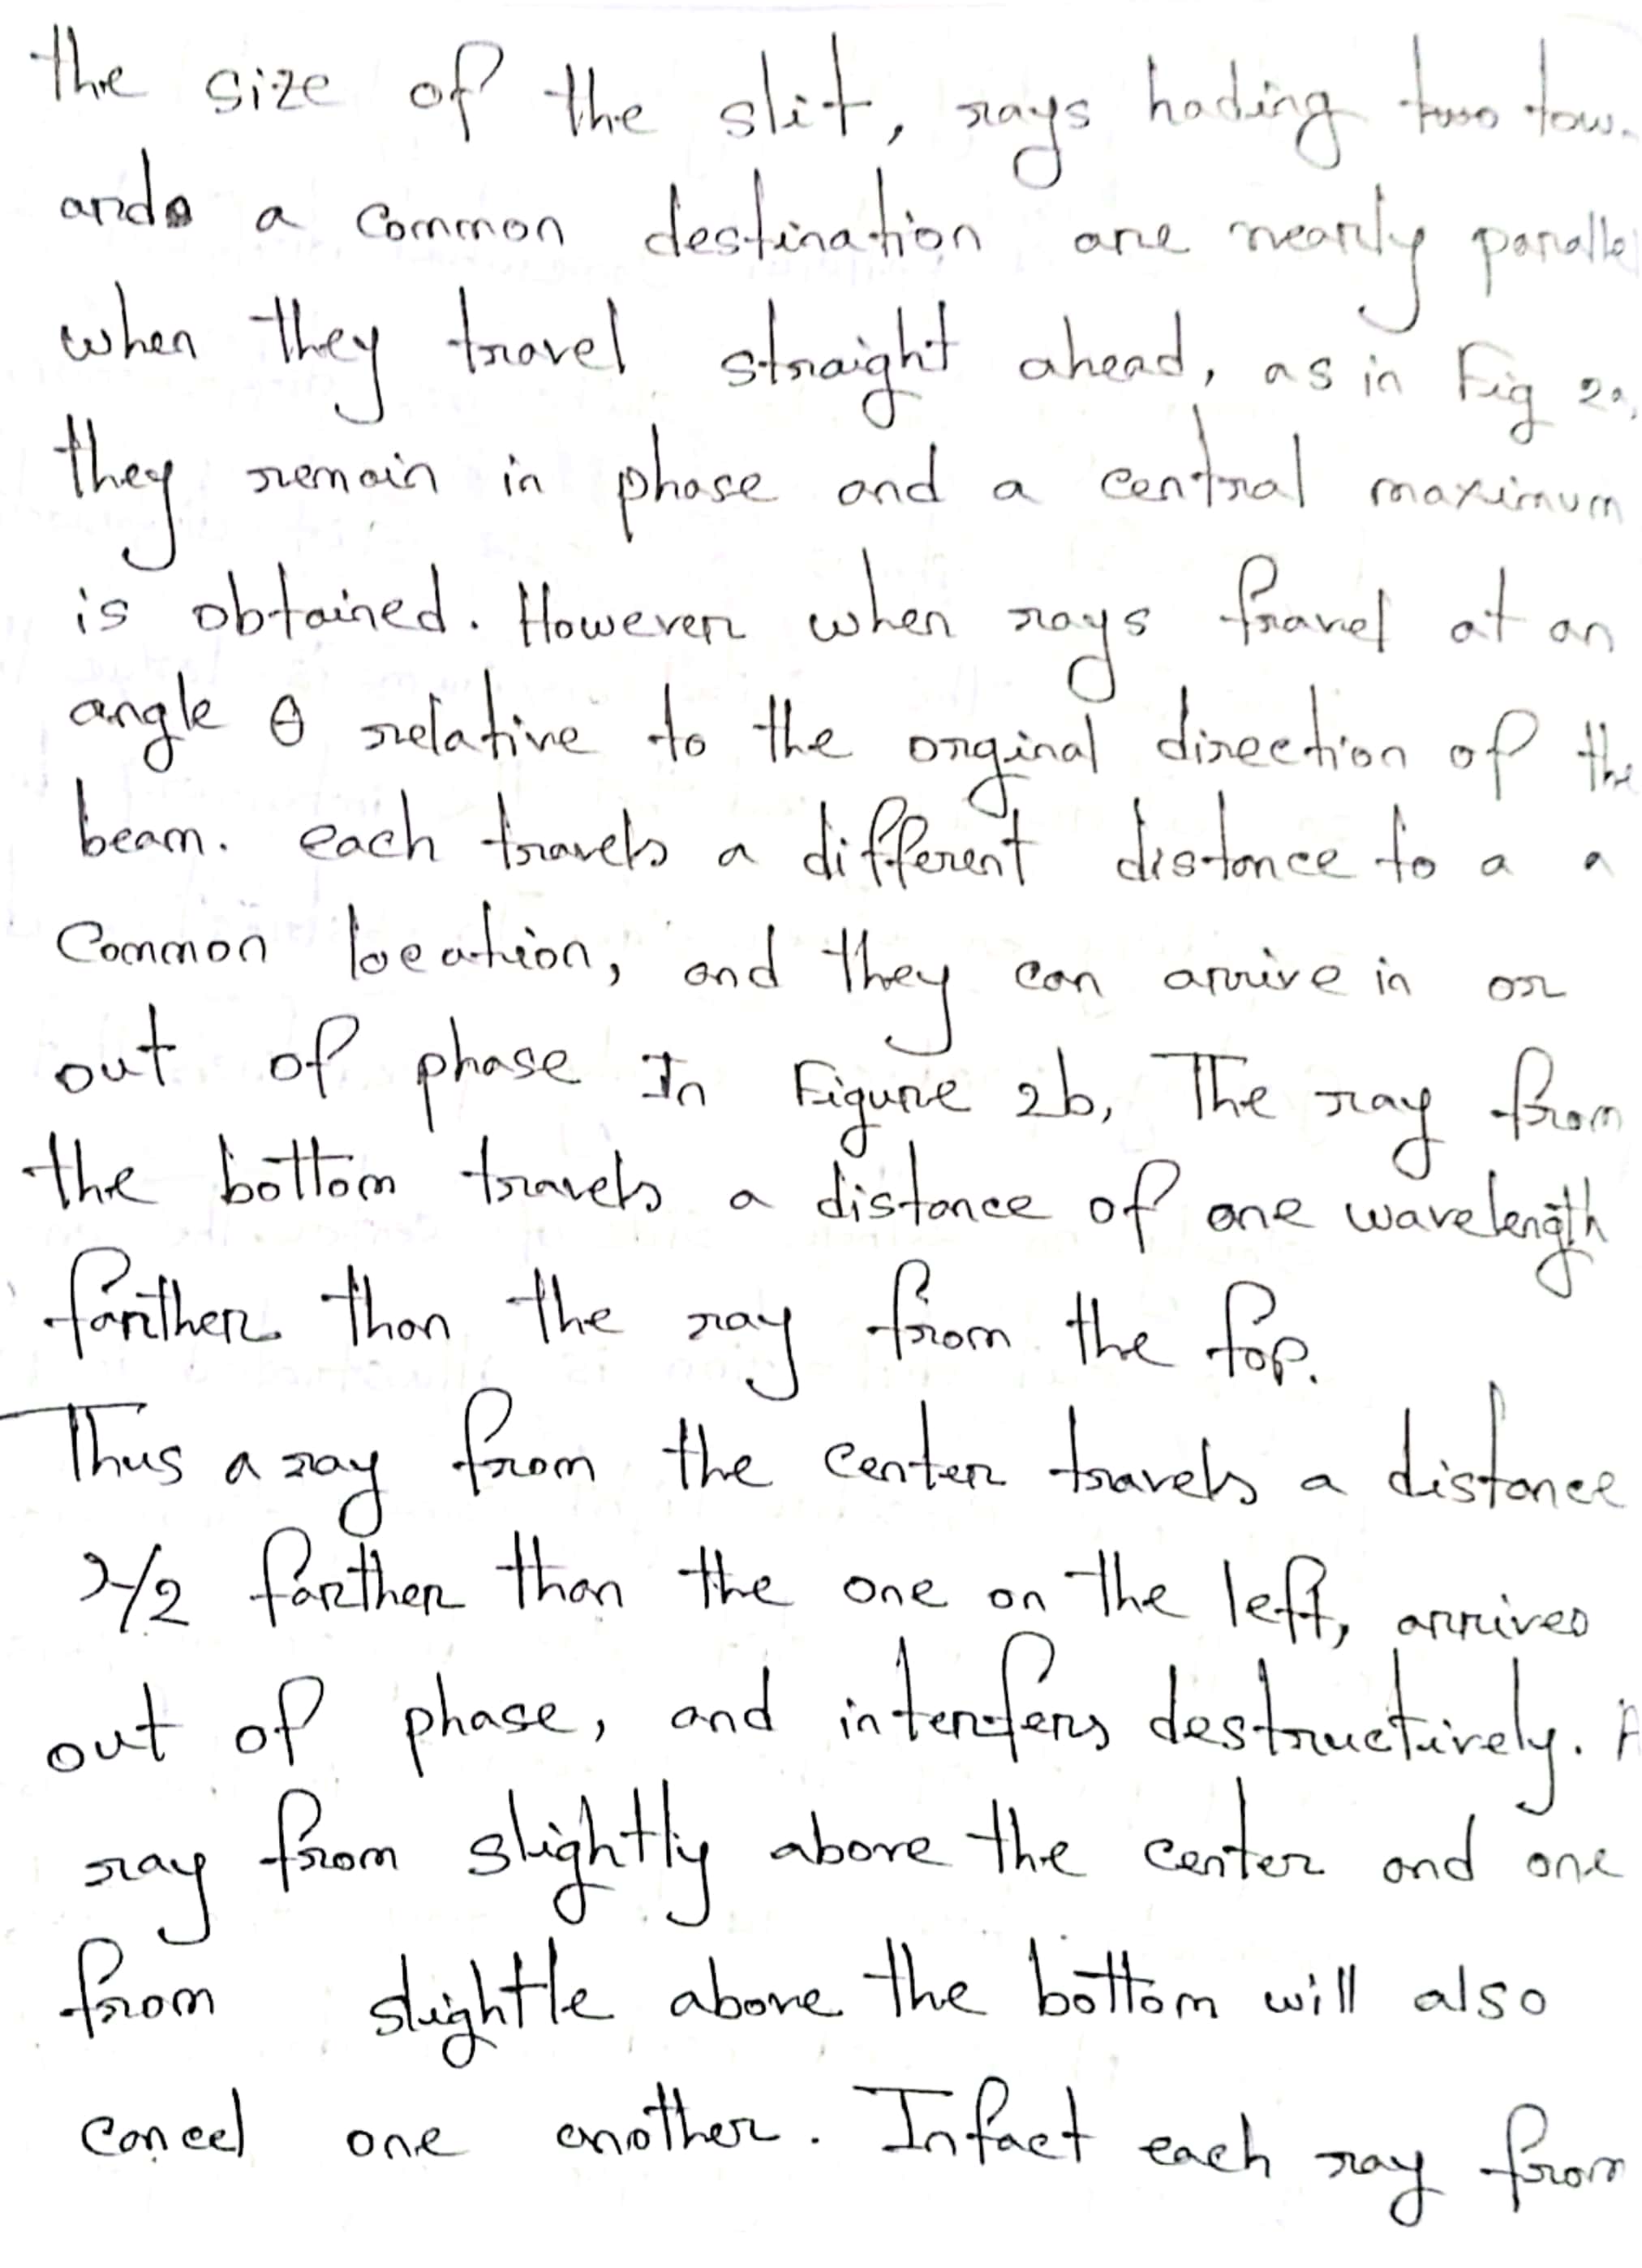 the size of the slit, rays hading two tow-
ards a common destination are nearly parallel
when they travel straight ahead, as in Fig 2a,
they remain in phase and a central maximum
is obtained. However when rays travel at an
angle θ relative to the orginal direction of the
beam. each travels a different distance to a a
Common location, and they can arrive in or
out of phase In Figure 2b, The ray from
the bottom travels a distance of one wavelength
farther than the ray from the top.
Thus a ray from the center travels a distance
λ/2 farther than the one on the left, arrives
out of phase, and interfers destructively. A
ray from slightly above the center and one
from slightle above the bottom will also
cancel one another. Infact each ray from